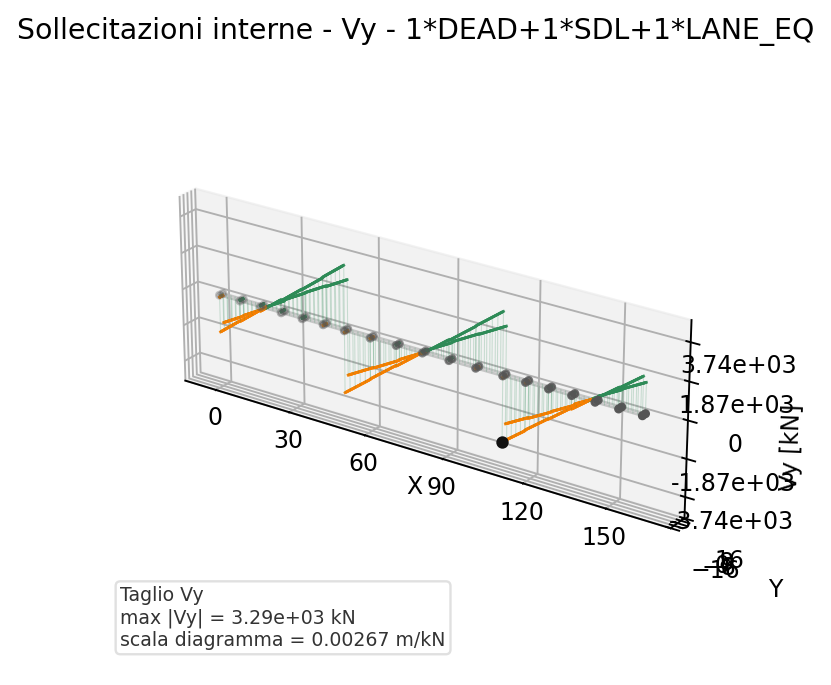 Sollecitazioni interne - Vy - 1*DEAD+1*SDL+1*LANE_EQ
3.74e+03
1.87e+03
0
Vy [kN]
-1.87e+03
-3.74e+03
0
30
60
X
90
120
150
16
−16
Y
Taglio Vy
max |Vy| = 3.29e+03 kN
scala diagramma = 0.00267 m/kN